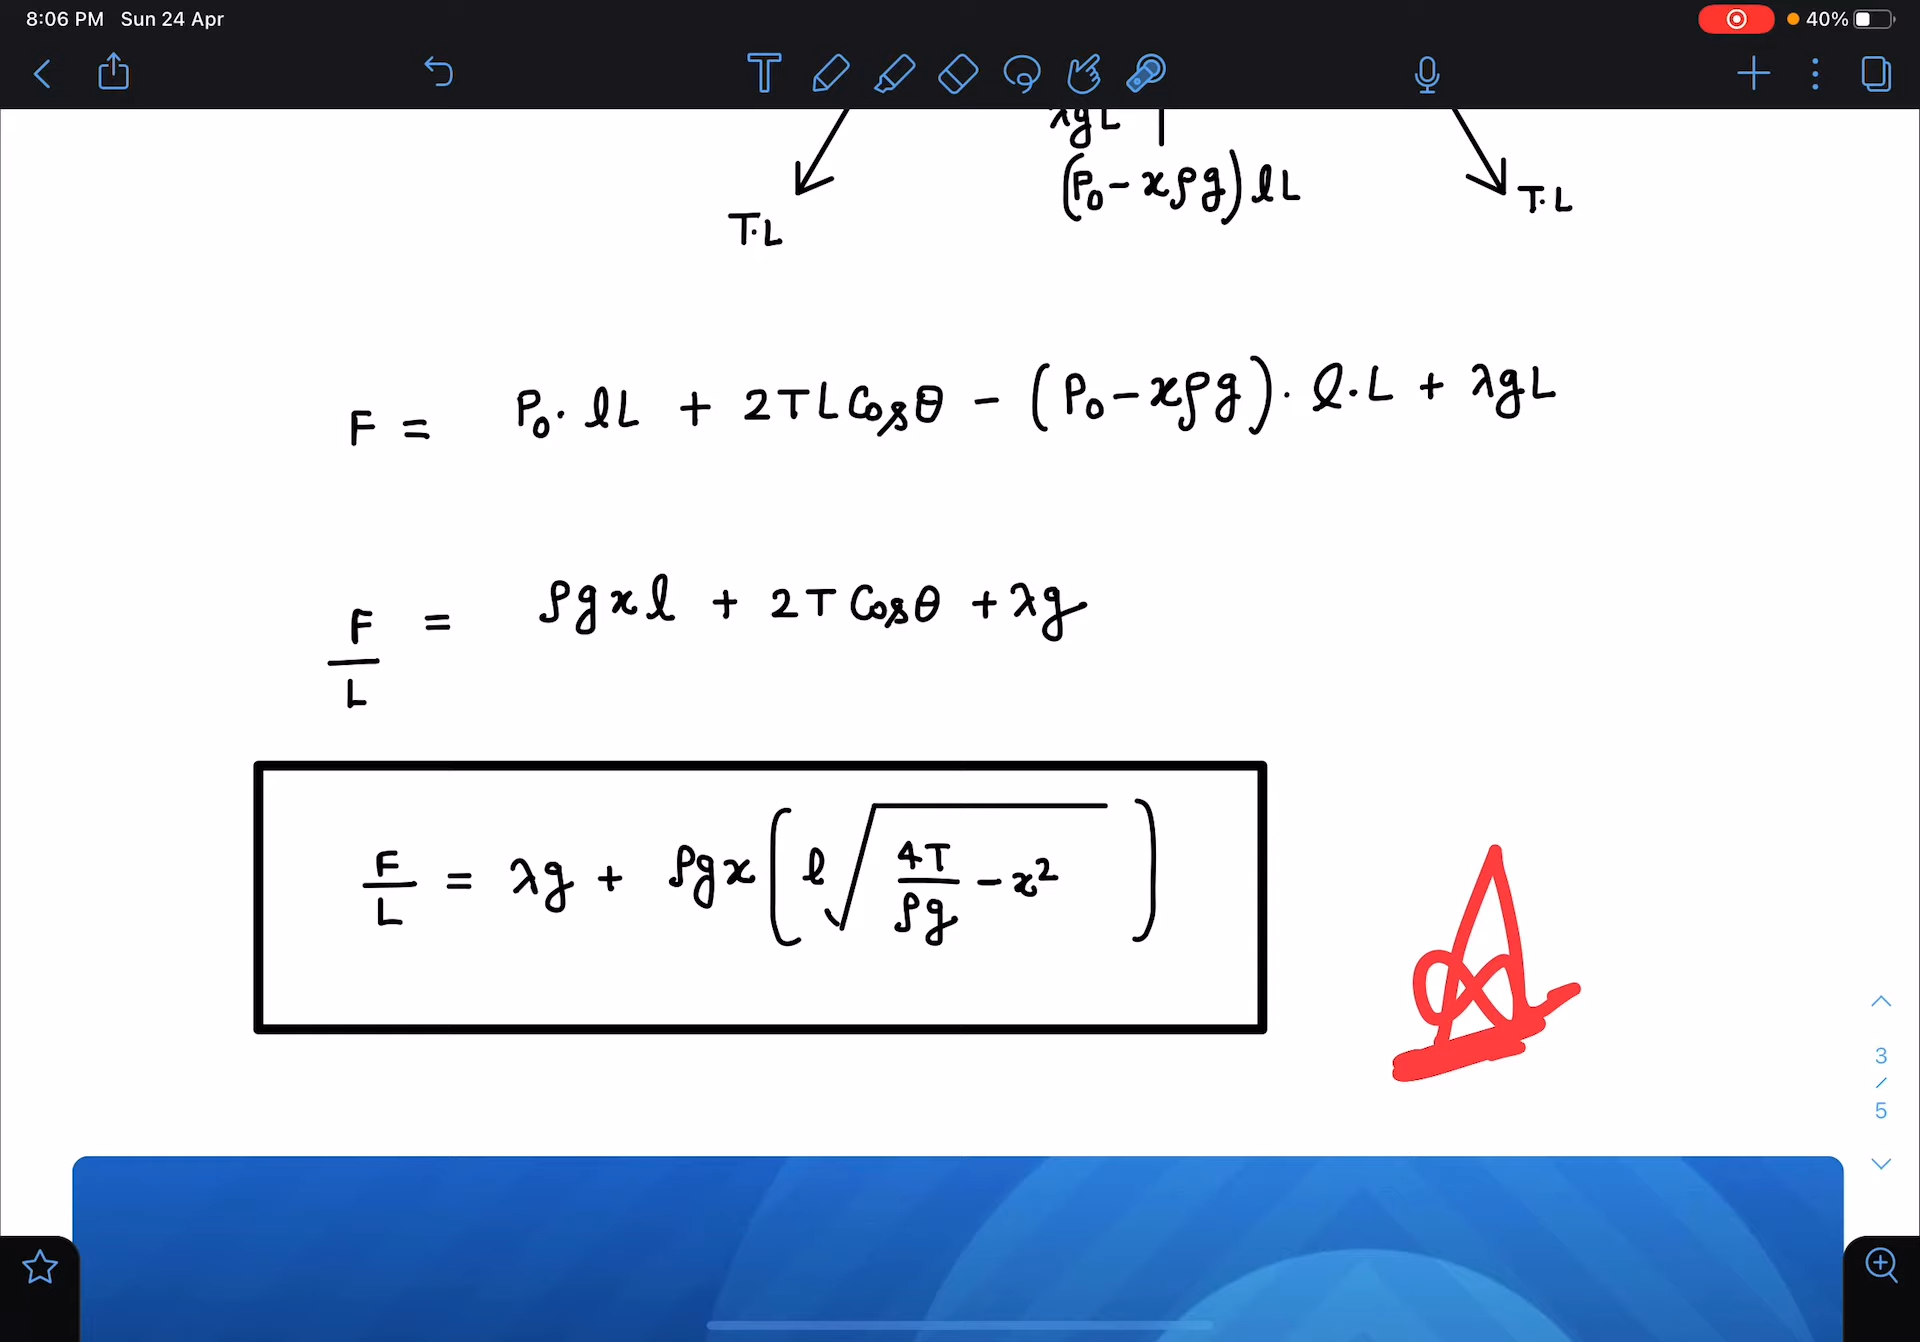 8:06 PM Sun 24 Apr 40%
λgL
(P₀ - xρg) lL
T.L
T.L
F = P₀. lL + 2TL Cosθ - (P₀ - xρg). l.L + λgL
F/L = ρgxl + 2T Cosθ + λg
F/L = λg + ρgx ( l √(4T/ρg - x²) )
3
/
5